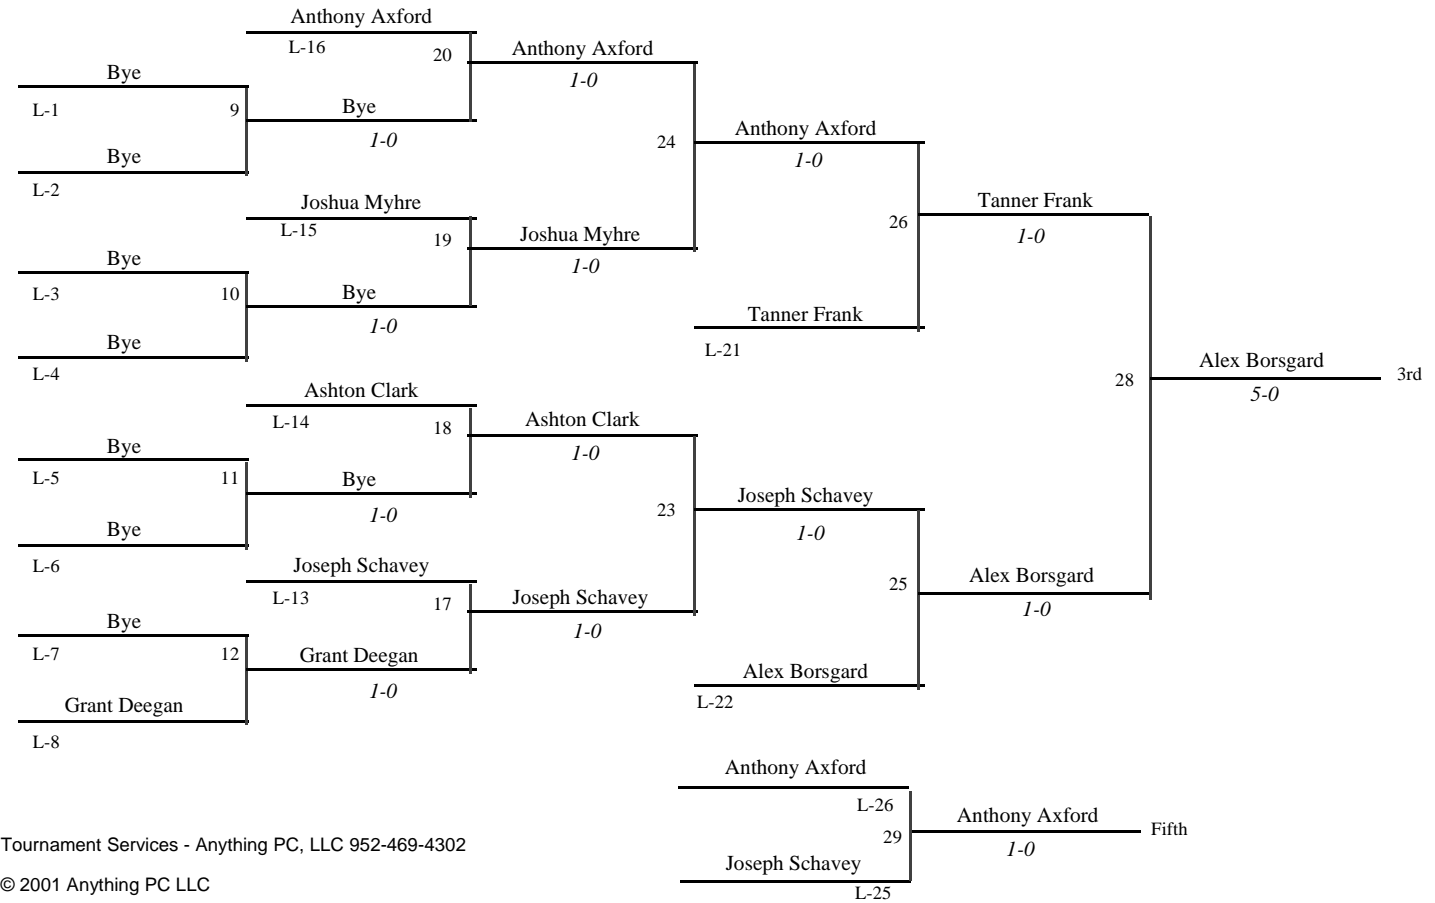 Anthony Axford
L-16
20
Anthony Axford
1-0
Bye
L-1
9
Bye
1-0
Bye
L-2
24
Anthony Axford
1-0
Joshua Myhre
L-15
19
Joshua Myhre
1-0
26
Tanner Frank
1-0
Bye
L-3
10
Bye
1-0
Bye
L-4
Tanner Frank
L-21
28
Alex Borsgard
5-0
3rd
Ashton Clark
L-14
18
Ashton Clark
1-0
Bye
L-5
11
Bye
1-0
Bye
L-6
23
Joseph Schavey
1-0
Joseph Schavey
L-13
17
Joseph Schavey
1-0
25
Alex Borsgard
1-0
Bye
L-7
12
Grant Deegan
1-0
Grant Deegan
L-8
Alex Borsgard
L-22
Anthony Axford
L-26
29
Anthony Axford
1-0
Fifth
Joseph Schavey
L-25
Tournament Services - Anything PC, LLC 952-469-4302
© 2001 Anything PC LLC